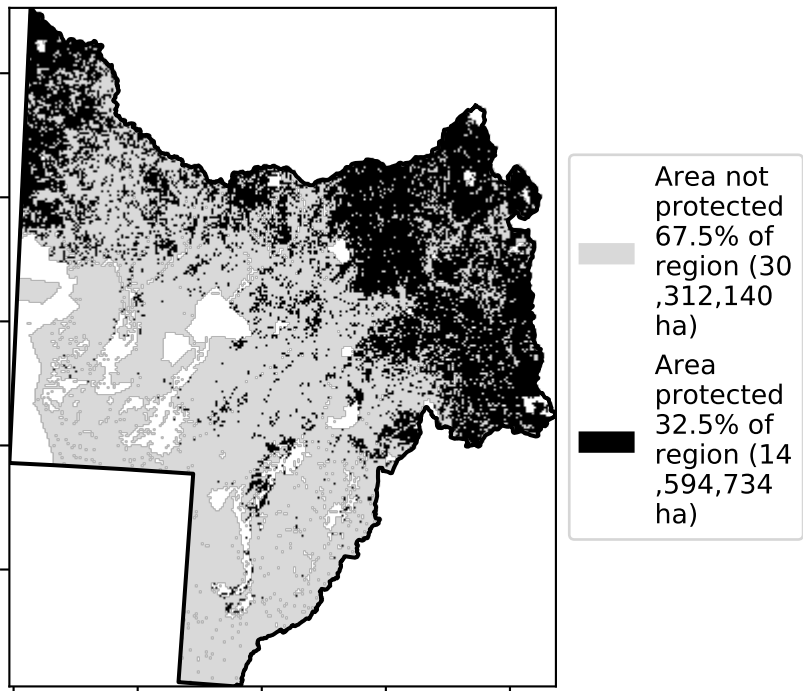 Area not
protected
67.5% of
region (30
,312,140
ha)
Area
protected
32.5% of
region (14
,594,734
ha)